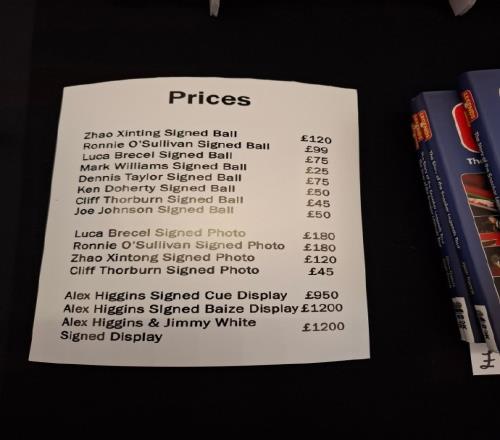 Prices
Zhao Xinting Signed Ball £120
Ronnie O'Sullivan Signed Ball £99
Luca Brecel Signed Ball £75
Mark Williams Signed Ball £25
Dennis Taylor Signed Ball £75
Ken Doherty Signed Ball £50
Cliff Thorburn Signed Ball £45
Joe Johnson Signed Ball £50
Luca Brecel Signed Photo £180
Ronnie O'Sullivan Signed Photo £180
Zhao Xintong Signed Photo £120
Cliff Thorburn Signed Photo £45
Alex Higgins Signed Cue Display £950
Alex Higgins Signed Baize Display £1200
Alex Higgins & Jimmy White £1200
Signed Display
£